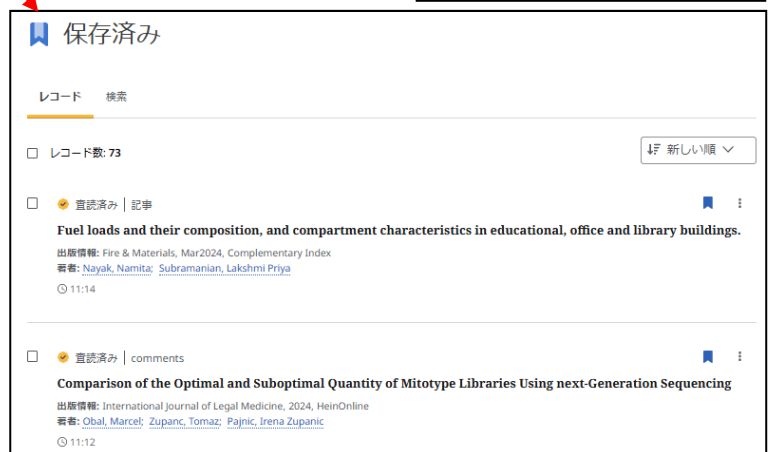 保存済み
レコード 検索
レコード数: 73
新しい順
査読済み | 記事
Fuel loads and their composition, and compartment characteristics in educational, office and library buildings.
出版情報: Fire & Materials, Mar2024, Complementary Index
著者: Nayak, Namita; Subramanian, Lakshmi Priya
11:14
査読済み | comments
Comparison of the Optimal and Suboptimal Quantity of Mitotype Libraries Using next-Generation Sequencing
出版情報: International Journal of Legal Medicine, 2024, HeinOnline
著者: Obal, Marcel; Zupanc, Tomaz; Pajnic, Irena Zupanic
11:12